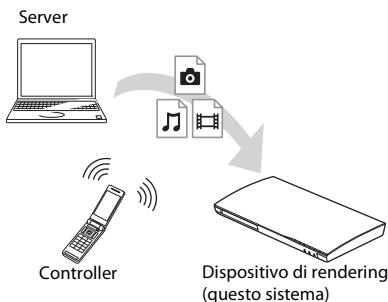 Server
Controller
Dispositivo di rendering
(questo sistema)